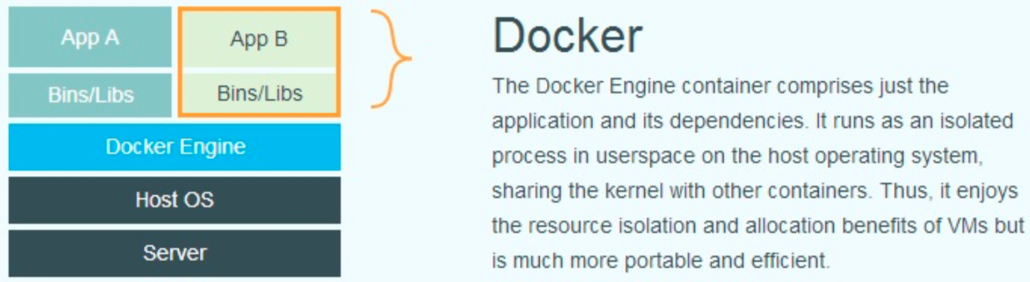 App A
App B
Bins/Libs
Bins/Libs
Docker Engine
Host OS
Server
Docker
The Docker Engine container comprises just the
application and its dependencies. It runs as an isolated
process in userspace on the host operating system,
sharing the kernel with other containers. Thus, it enjoys
the resource isolation and allocation benefits of VMs but
is much more portable and efficient.